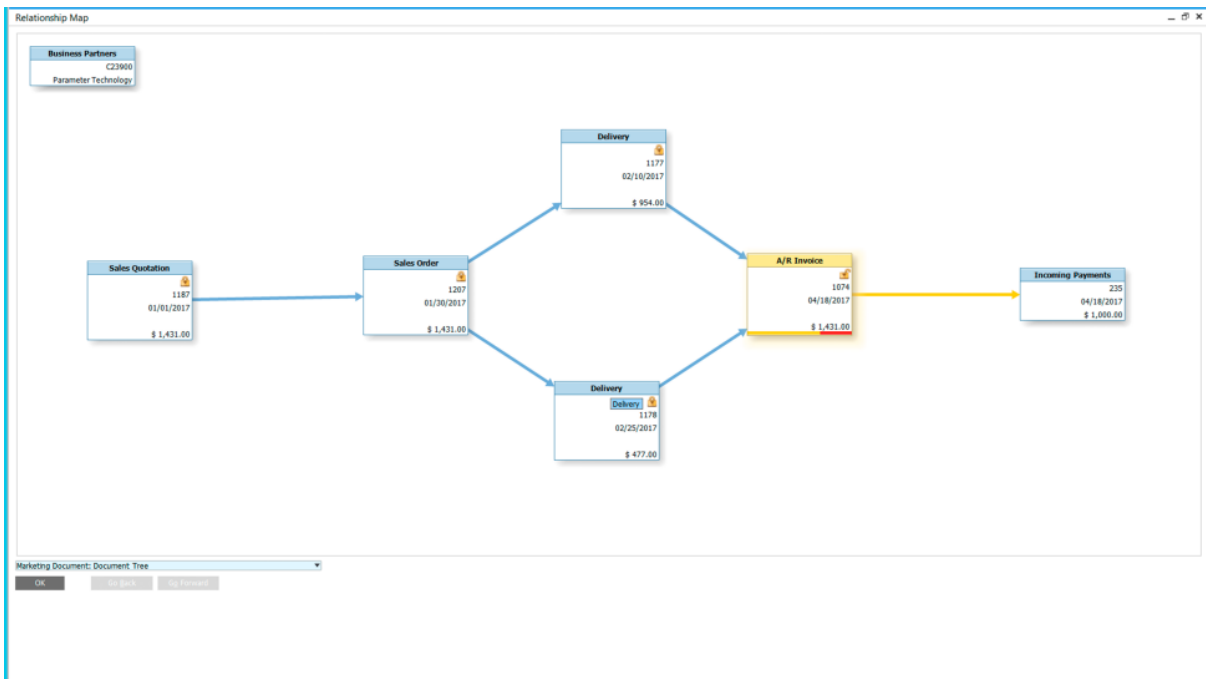 Relationship Map
Business Partners
C23900
Parameter Technology
Delivery
1177
02/10/2017
$ 954.00
Sales Quotation
1187
01/01/2017
$ 1,431.00
Sales Order
1207
01/30/2017
$ 1,431.00
A/R Invoice
1074
04/18/2017
$ 1,431.00
Incoming Payments
235
04/18/2017
$ 1,000.00
Delivery
Delivery
1178
02/25/2017
$ 477.00
Marketing Document: Document Tree
OK
Go Back
Go Forward